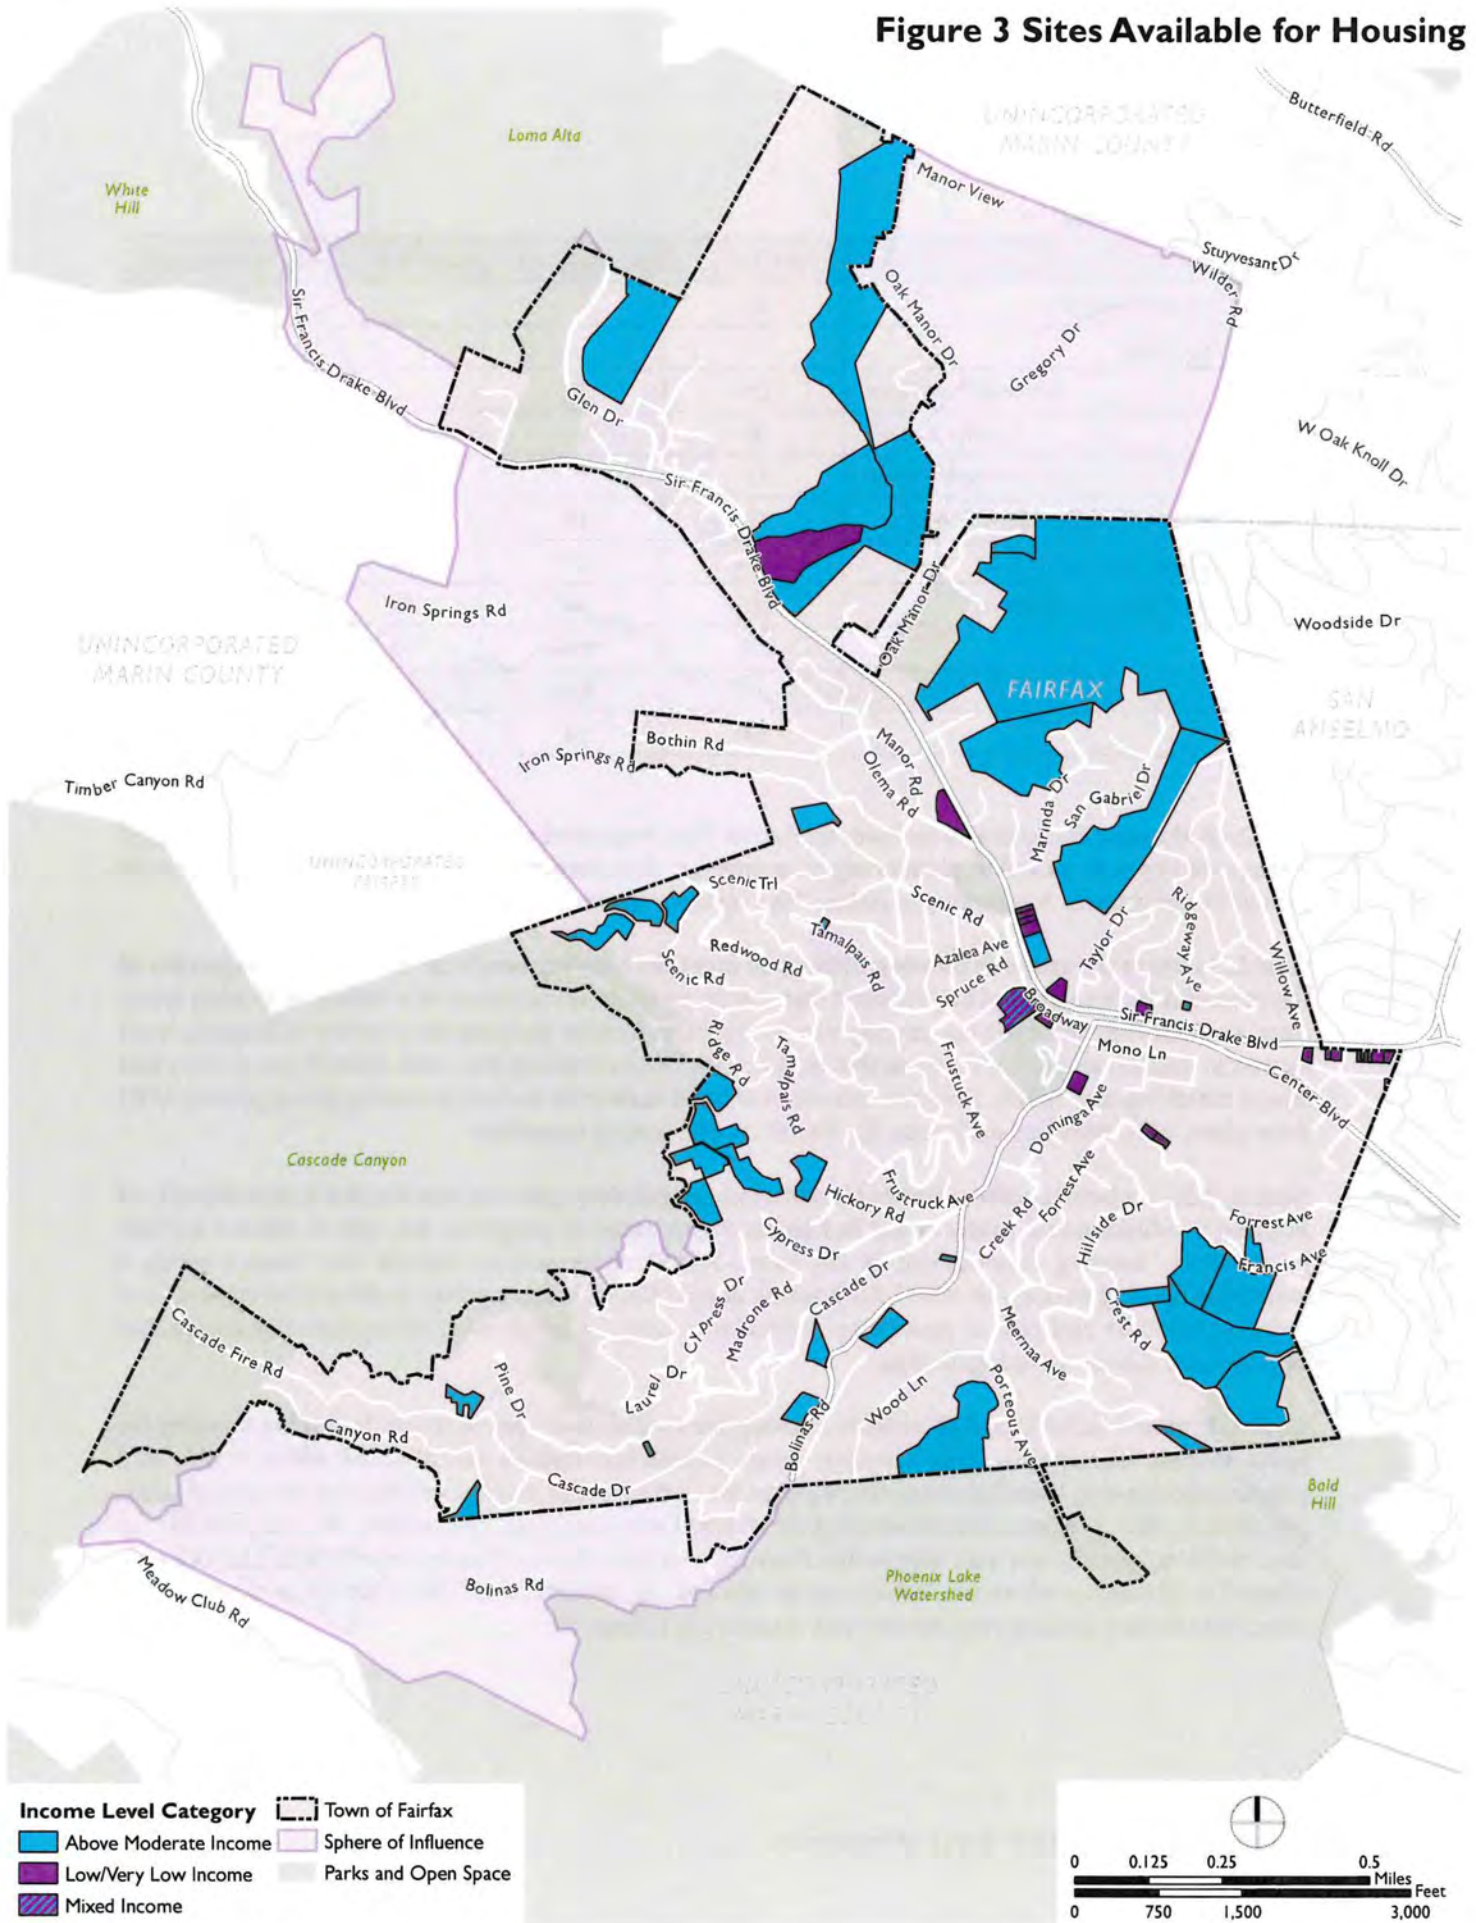 Figure 3 Sites Available for Housing
UNINCORPORATED
MARIN COUNTY
Butterfield Rd
Loma Alta
White
Hill
Manor View
Stuyvesant Dr
Wilder Rd
Oak Manor Dr
Gregory Dr
Sir Francis Drake Blvd
Glen Dr
W Oak Knoll Dr
Sir Francis Drake Blvd
Iron Springs Rd
Oak Manor Dr
Woodside Dr
UNINCORPORATED
MARIN COUNTY
FAIRFAX
SAN
ANSELMO
Bothin Rd
Manor Rd
Iron Springs Rd
Olema Rd
Timber Canyon Rd
Marinda Dr
San Gabriel Dr
UNINCORPORATED
FAIRFAX
Scenic Trl
Scenic Rd
Ridgeway Ave
Taylor Dr
Tamalpais Rd
Redwood Rd
Azalea Ave
Scenic Rd
Spruce Rd
Willow Ave
Broadway
Sir Francis Drake Blvd
Ridge Rd
Tamalpais Rd
Frustuck Ave
Mono Ln
Center Blvd
Dominga Ave
Cascade Canyon
Frustruck Ave
Forrest Ave
Hickory Rd
Creek Rd
Hillside Dr
Forrest Ave
Cypress Dr
Francis Ave
Cascade Dr
Cypress Dr
Madrone Rd
Crest Rd
Cascade Fire Rd
Meernaa Ave
Pine Dr
Laurel Dr
Wood Ln
Porteous Ave
Bolinas Rd
Canyon Rd
Cascade Dr
Bald
Hill
Meadow Club Rd
Bolinas Rd
Phoenix Lake
Watershed
UNINCORPORATED
MARIN COUNTY
Income Level Category
Above Moderate Income
Low/Very Low Income
Mixed Income
Town of Fairfax
Sphere of Influence
Parks and Open Space
0 0.125 0.25 0.5
Miles
Feet
0 750 1,500 3,000